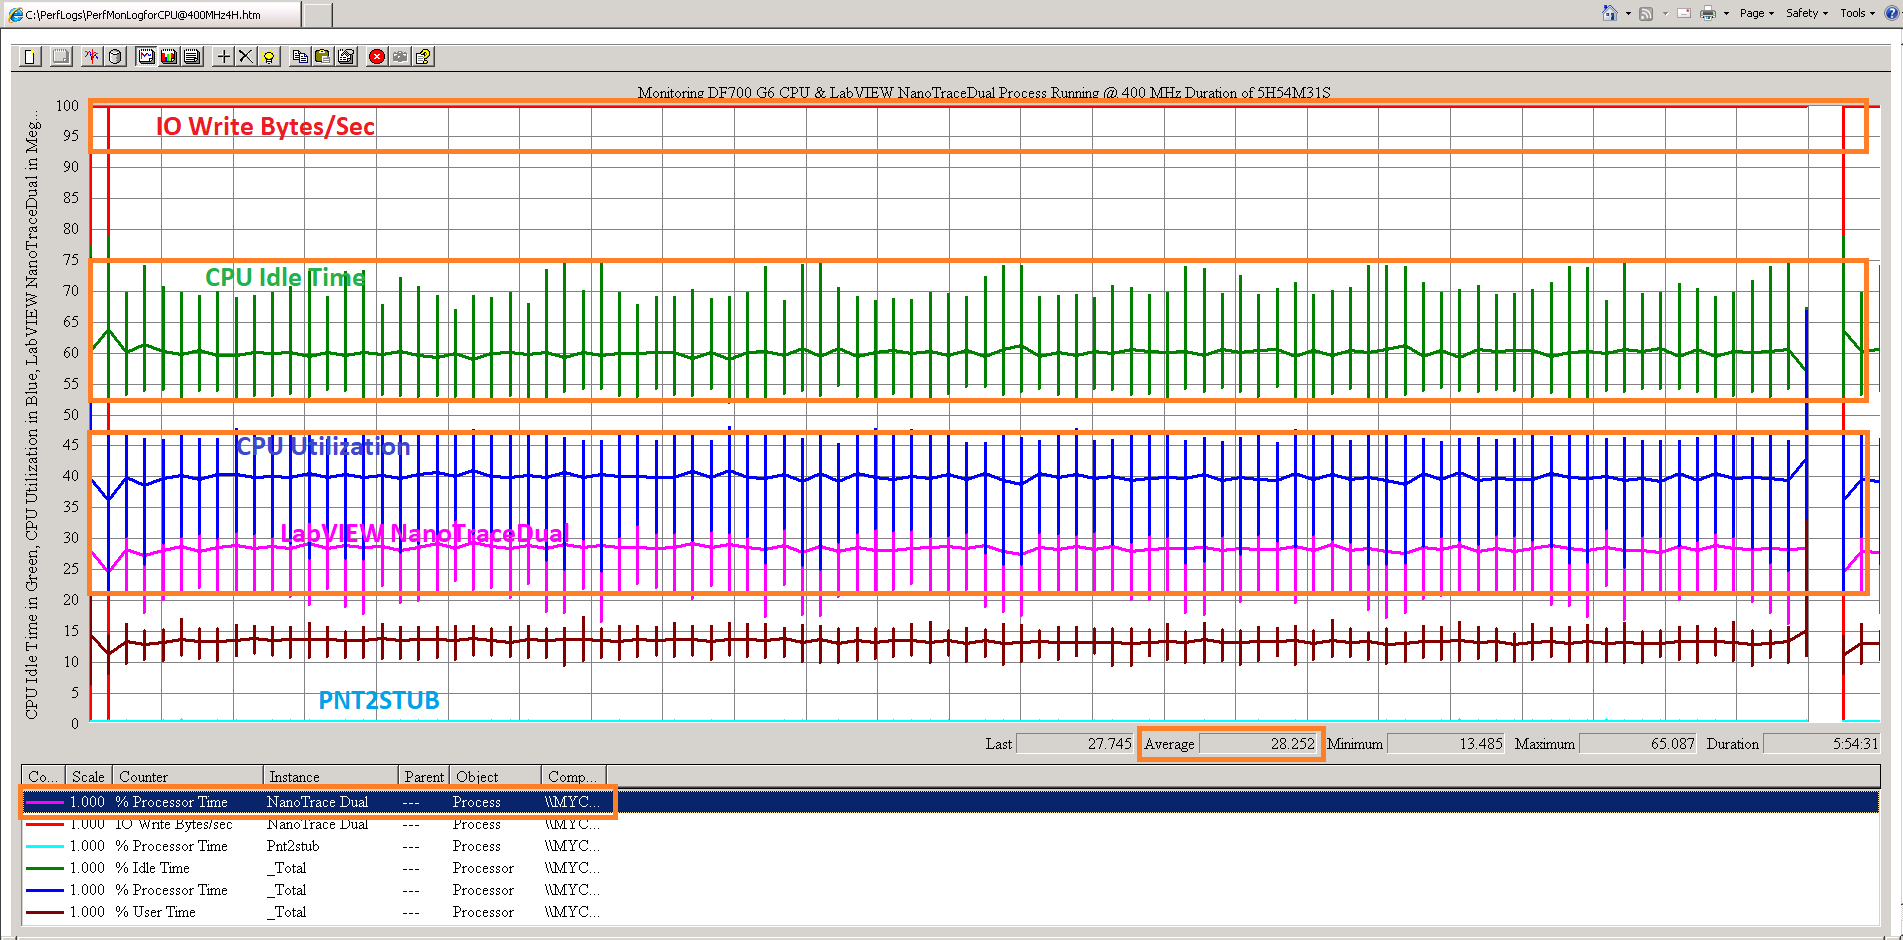 C:\PerfLogs\PerfMonLogforCPU@400MHz4H.htm
Page Safety Tools
Monitoring DF700 G6 CPU & LabVIEW NanoTraceDual Process Running @ 400 MHz Duration of 5H54M31S
CPU Idle Time in Green, CPU Utilization in Blue, LabVIEW NanoTraceDual in Meg...
100
95
90
85
80
75
70
65
60
55
50
45
40
35
30
25
20
15
10
5
0
IO Write Bytes/Sec
CPU Idle Time
CPU Utilization
LabVIEW NanoTraceDual
PNT2STUB
Last 27.745 Average 28.252 Minimum 13.485 Maximum 65.087 Duration 5:54:31
Co... Scale Counter Instance Parent Object Comp...
1.000 % Processor Time NanoTrace Dual --- Process \\MYC...
1.000 IO Write Bytes/sec NanoTrace Dual --- Process \\MYC...
1.000 % Processor Time Pnt2stub --- Process \\MYC...
1.000 % Idle Time _Total --- Processor \\MYC...
1.000 % Processor Time _Total --- Processor \\MYC...
1.000 % User Time _Total --- Processor \\MYC...